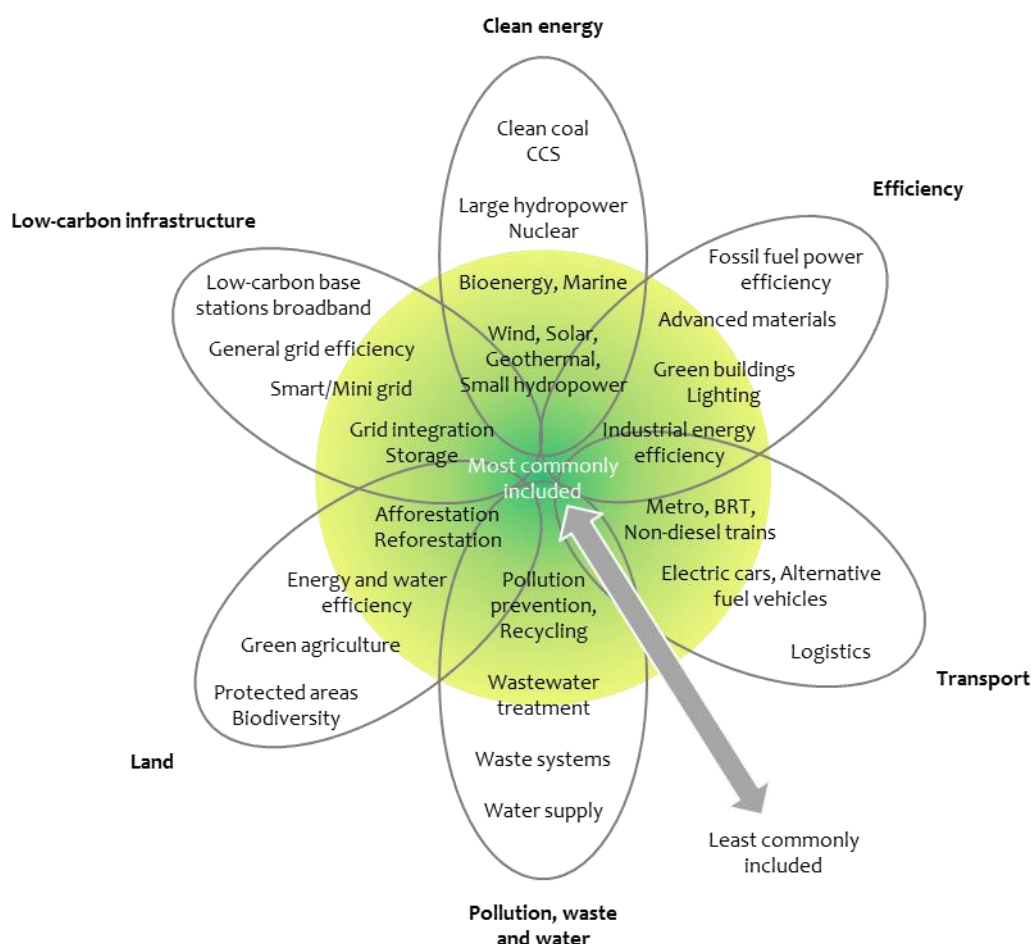 Clean energy
Clean coal
CCS
Large hydropower
Nuclear
Bioenergy, Marine
Wind, Solar,
Geothermal,
Small hydropower
Efficiency
Fossil fuel power
efficiency
Advanced materials
Green buildings
Lighting
Industrial energy
efficiency
Low-carbon infrastructure
Low-carbon base
stations broadband
General grid efficiency
Smart/Mini grid
Grid integration
Storage
Most commonly
included
Metro, BRT,
Non-diesel trains
Electric cars, Alternative
fuel vehicles
Logistics
Transport
Afforestation
Reforestation
Energy and water
efficiency
Green agriculture
Protected areas
Biodiversity
Land
Pollution
prevention,
Recycling
Wastewater
treatment
Waste systems
Water supply
Pollution, waste
and water
Least commonly
included